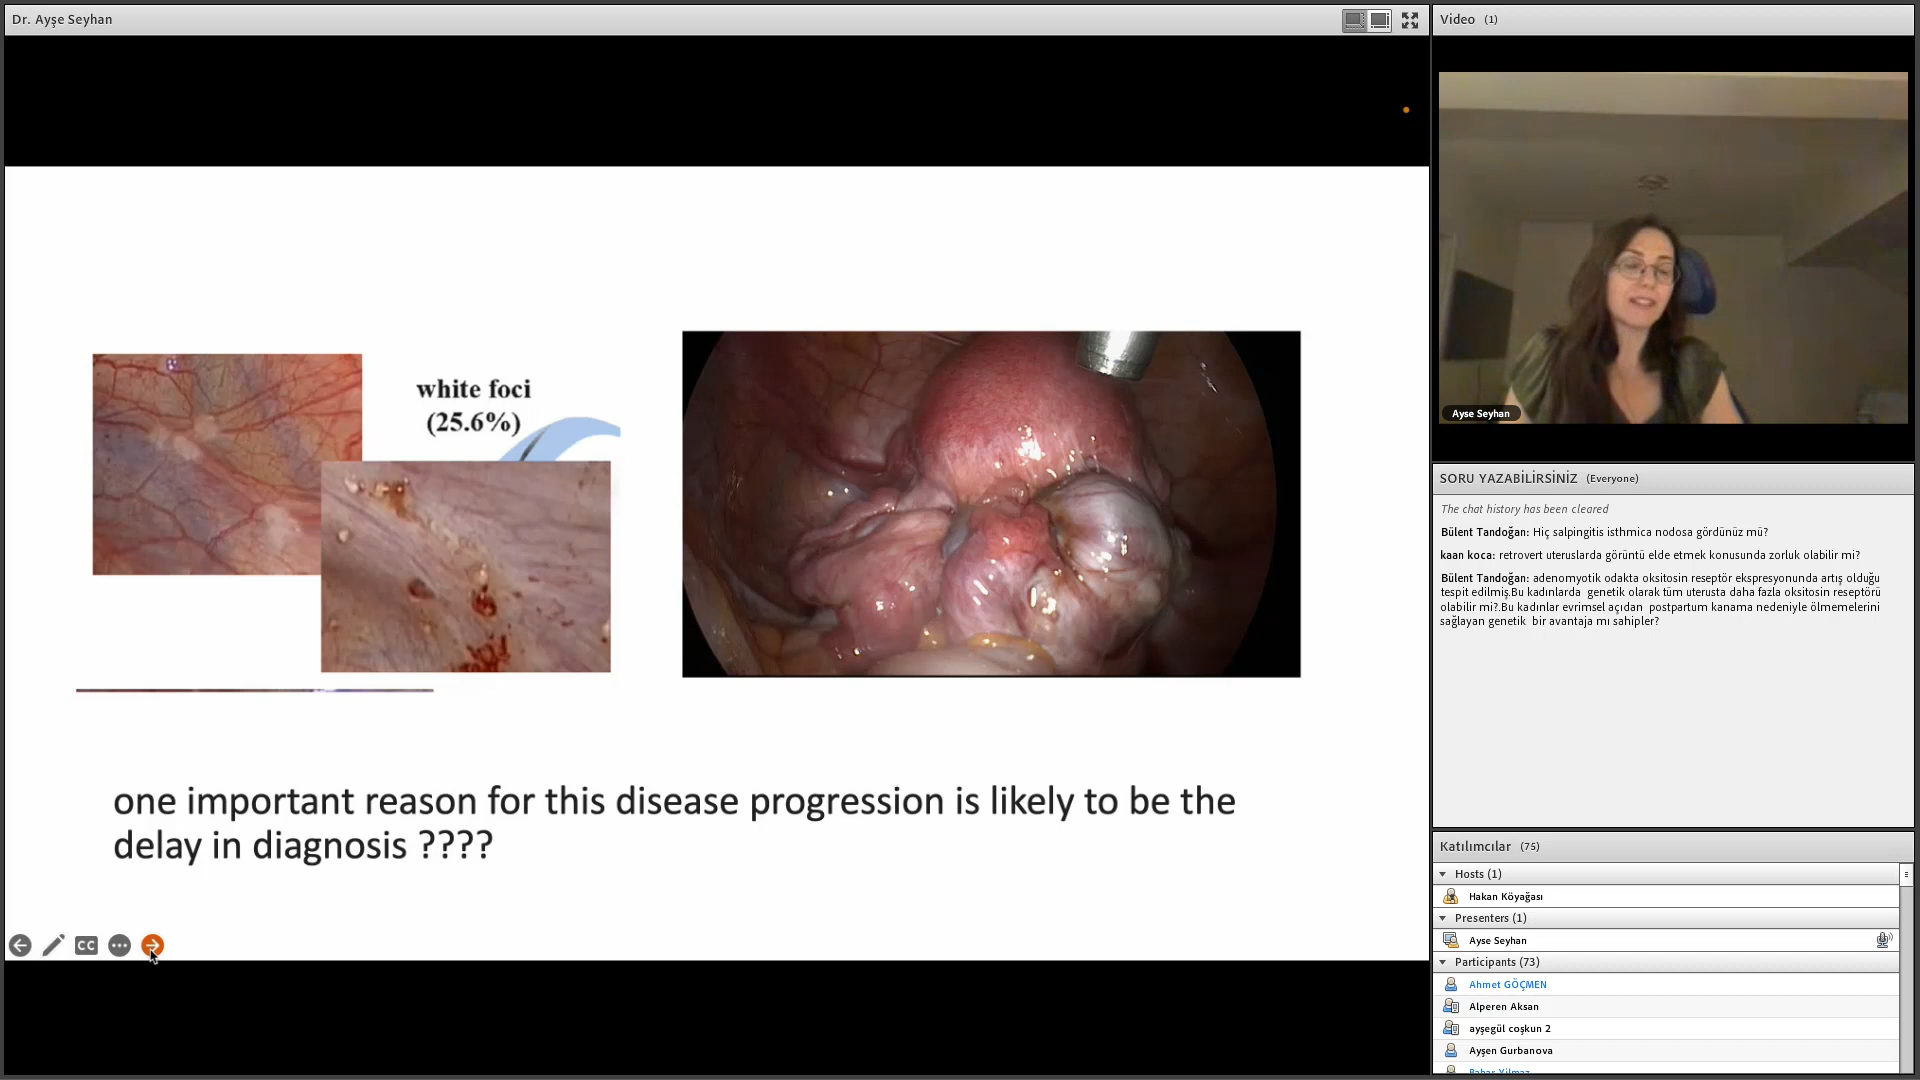 Dr. Ayşe Seyhan
white foci
(25.6%)
one important reason for this disease progression is likely to be the
delay in diagnosis ????
CC
Video (1)
Ayse Seyhan
SORU YAZABİLİRSİNİZ (Everyone)
The chat history has been cleared
Bülent Tandoğan: Hiç salpingitis isthmica nodosa gördünüz mü?
kaan koca: retrovert uteruslarda görüntü elde etmek konusunda zorluk olabilir mi?
Bülent Tandoğan: adenomyotik odakta oksitosin reseptör ekspresyonunda artış olduğu
tespit edilmiş.Bu kadınlarda genetik olarak tüm uterusta daha fazla oksitosin reseptörü
olabilir mi?.Bu kadınlar evrimsel açıdan postpartum kanama nedeniyle ölmemelerini
sağlayan genetik bir avantaja mı sahipler?
Katılımcılar (75)
Hosts (1)
Hakan Köyağası
Presenters (1)
Ayse Seyhan
Participants (73)
Ahmet GÖÇMEN
Alperen Aksan
ayşegül coşkun 2
Ayşen Gurbanova